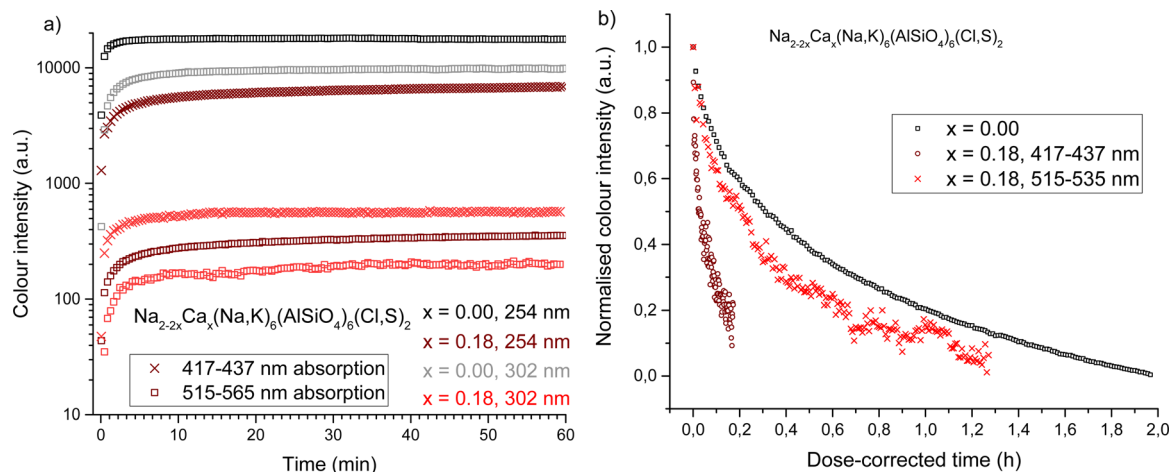 a)
10000
1000
100
10
Colour intensity (a.u.)
0
10
20
30
40
50
60
Time (min)
Na2-2xCax(Na,K)6(AlSiO4)6(Cl,S)2
417-437 nm absorption
515-565 nm absorption
x = 0.00, 254 nm
x = 0.18, 254 nm
x = 0.00, 302 nm
x = 0.18, 302 nm
b)
Na2-2xCax(Na,K)6(AlSiO4)6(Cl,S)2
1,0
0,8
0,6
0,4
0,2
0,0
Normalised colour intensity (a.u.)
x = 0.00
x = 0.18, 417-437 nm
x = 0.18, 515-535 nm
0,0
0,2
0,4
0,6
0,8
1,0
1,2
1,4
1,6
1,8
2,0
Dose-corrected time (h)